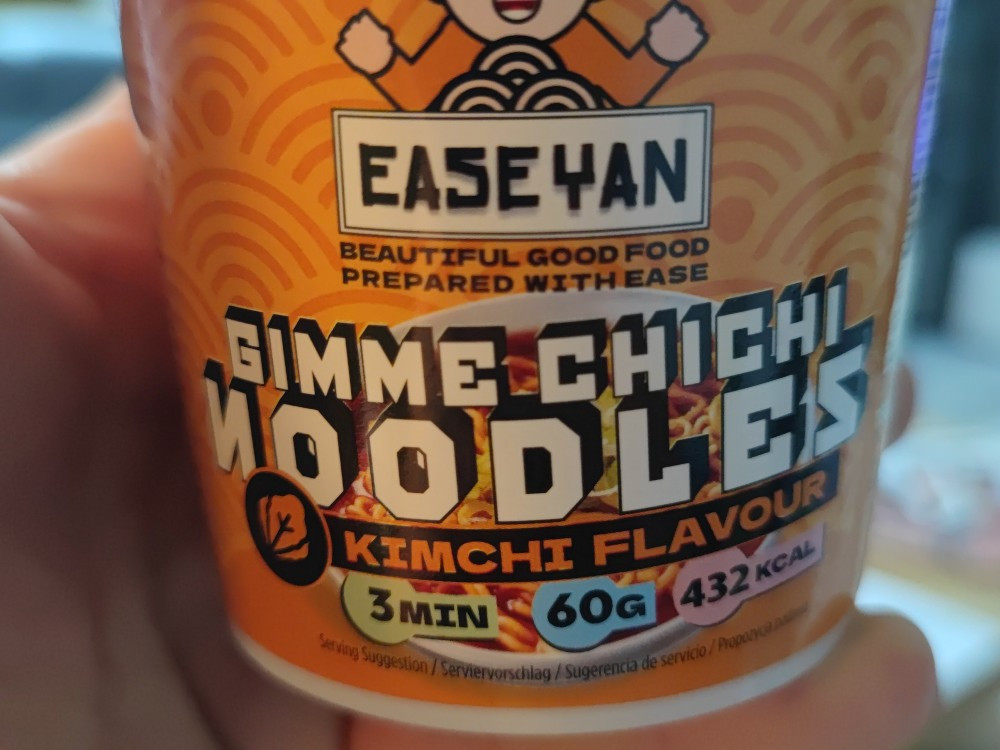 EASEYAN
BEAUTIFUL GOOD FOOD
PREPARED WITH EASE
GIMME CHICHI
NOODLES
KIMCHI FLAVOUR
3 MIN
60G
432 KCAL
Serving Suggestion / Serviervorschlag / Sugerencia de servicio / Propozycja